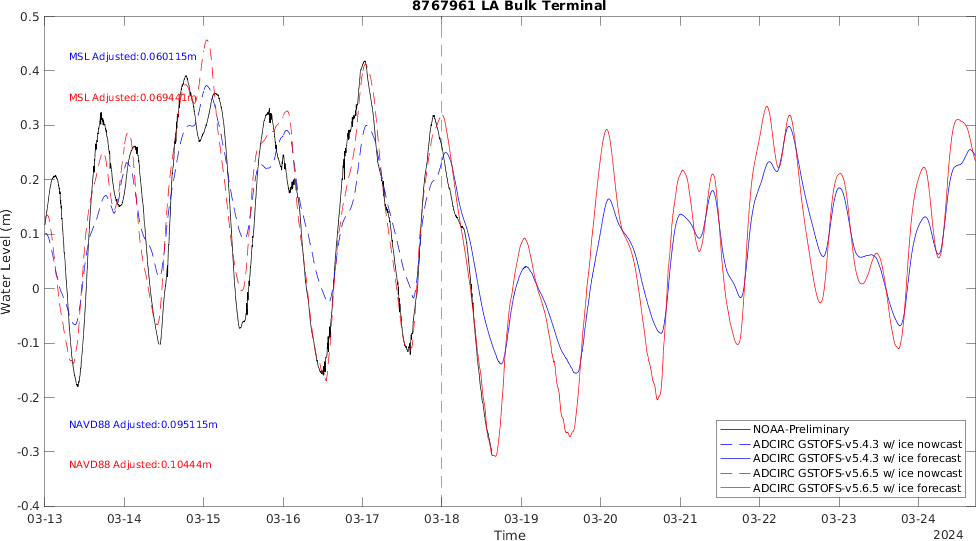 8767961 LA Bulk Terminal
Water Level (m)
0.5
0.4
0.3
0.2
0.1
0
-0.1
-0.2
-0.3
-0.4
MSL Adjusted:0.060115m
MSL Adjusted:0.069441m
NAVD88 Adjusted:0.095115m
NAVD88 Adjusted:0.10444m
NOAA-Preliminary
ADCIRC GSTOFS-v5.4.3 w/ ice nowcast
ADCIRC GSTOFS-v5.4.3 w/ ice forecast
ADCIRC GSTOFS-v5.6.5 w/ ice nowcast
ADCIRC GSTOFS-v5.6.5 w/ ice forecast
03-13 03-14 03-15 03-16 03-17 03-18 03-19 03-20 03-21 03-22 03-23 03-24
Time
2024